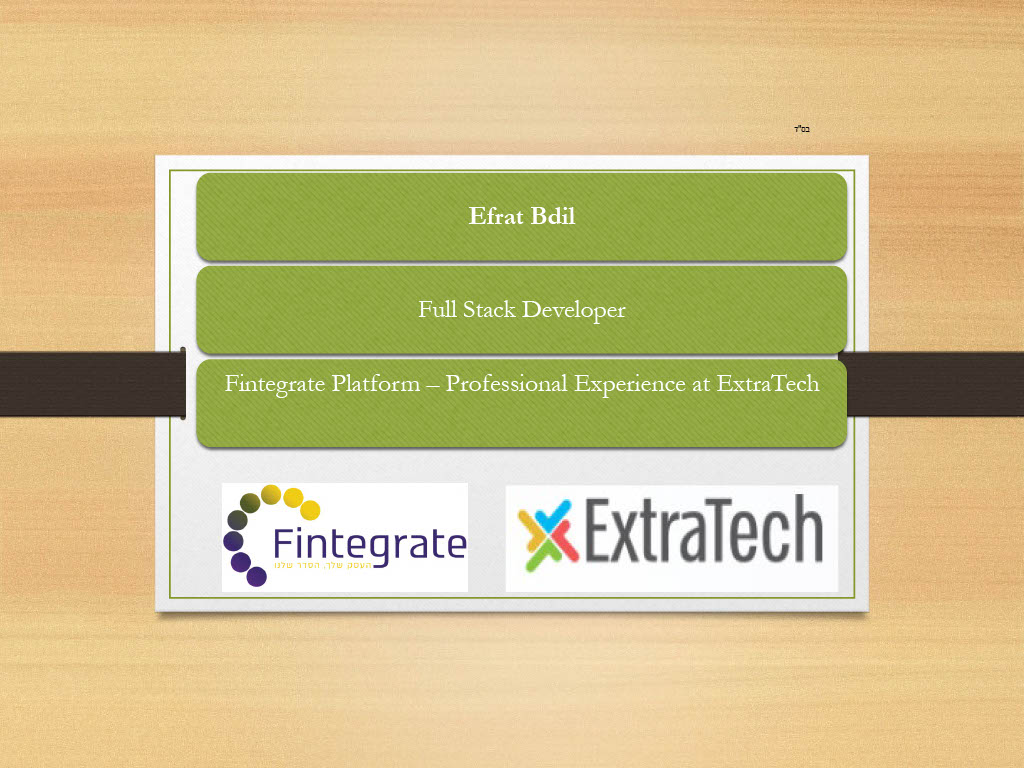 בס"ד
Efrat Bdil
Full Stack Developer
Fintegrate Platform – Professional Experience at ExtraTech
Fintegrate
העסק שלך, הסדר שלנו
ExtraTech